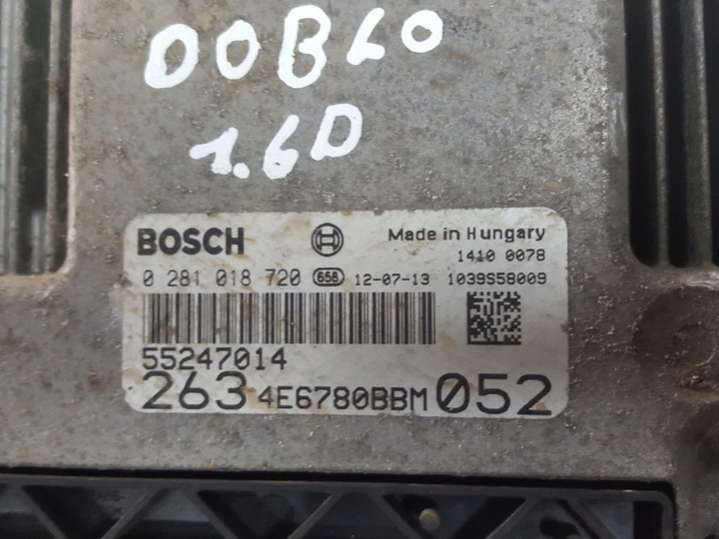 DOBLO
1.6D
BOSCH Made in Hungary
1410 0078
0 281 018 720 658 12-07-13 1039S58009
55247014
263 4E6780BBM 052